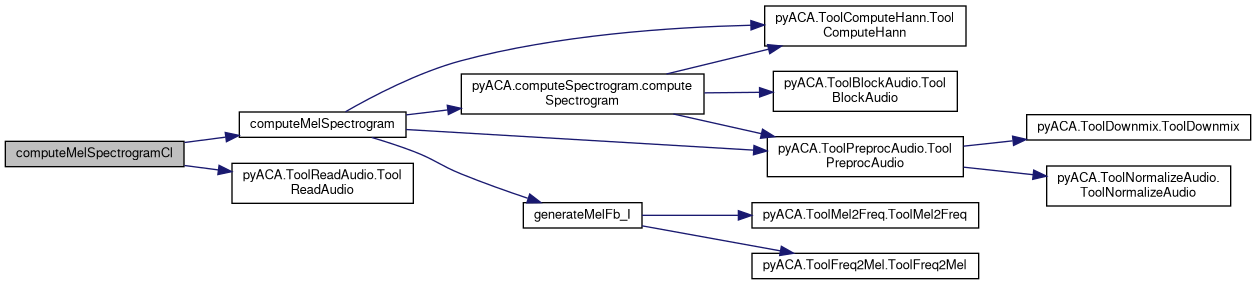 computeMelSpectrogramCl
computeMelSpectrogram
pyACA.ToolReadAudio.Tool
ReadAudio
pyACA.computeSpectrogram.compute
Spectrogram
generateMelFb_I
pyACA.ToolComputeHann.Tool
ComputeHann
pyACA.ToolBlockAudio.Tool
BlockAudio
pyACA.ToolPreprocAudio.Tool
PreprocAudio
pyACA.ToolMel2Freq.ToolMel2Freq
pyACA.ToolFreq2Mel.ToolFreq2Mel
pyACA.ToolDownmix.ToolDownmix
pyACA.ToolNormalizeAudio.
ToolNormalizeAudio